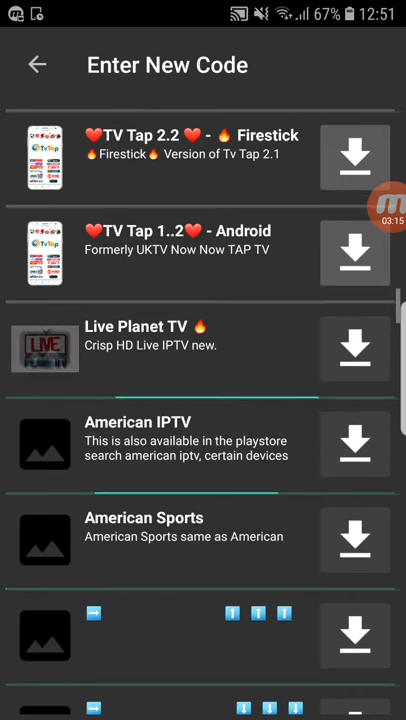 67% 12:51
Enter New Code
❤️TV Tap 2.2 ❤️ - 🔥 Firestick
🔥Firestick🔥 Version of Tv Tap 2.1
03:15
❤️TV Tap 1..2❤️ - Android
Formerly UKTV Now Now TAP TV
Live Planet TV 🔥
Crisp HD Live IPTV new.
LIVE
American IPTV
This is also available in the playstore
search american iptv, certain devices
American Sports
American Sports same as American
➡️ ⬆️ ⬆️ ⬆️
➡️ ⬇️ ⬇️ ⬇️